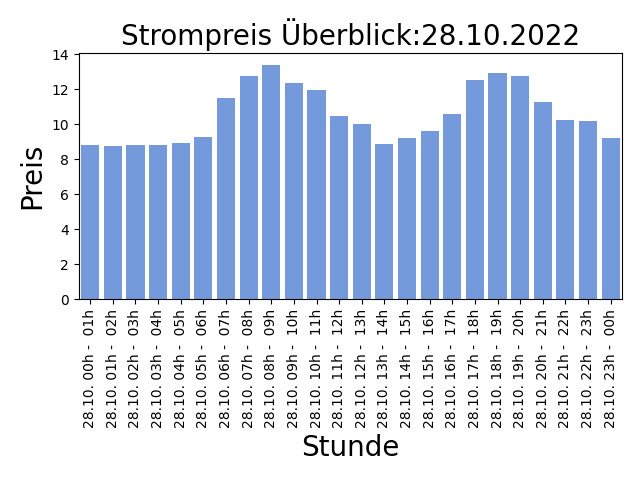 Strompreis Überblick:28.10.2022
Preis
14
12
10
8
6
4
2
0
28.10. 00h -   01h
28.10. 01h -   02h
28.10. 02h -   03h
28.10. 03h -   04h
28.10. 04h -   05h
28.10. 05h -   06h
28.10. 06h -   07h
28.10. 07h -   08h
28.10. 08h -   09h
28.10. 09h -   10h
28.10. 10h -   11h
28.10. 11h -   12h
28.10. 12h -   13h
28.10. 13h -   14h
28.10. 14h -   15h
28.10. 15h -   16h
28.10. 16h -   17h
28.10. 17h -   18h
28.10. 18h -   19h
28.10. 19h -   20h
28.10. 20h -   21h
28.10. 21h -   22h
28.10. 22h -   23h
28.10. 23h -   00h
Stunde